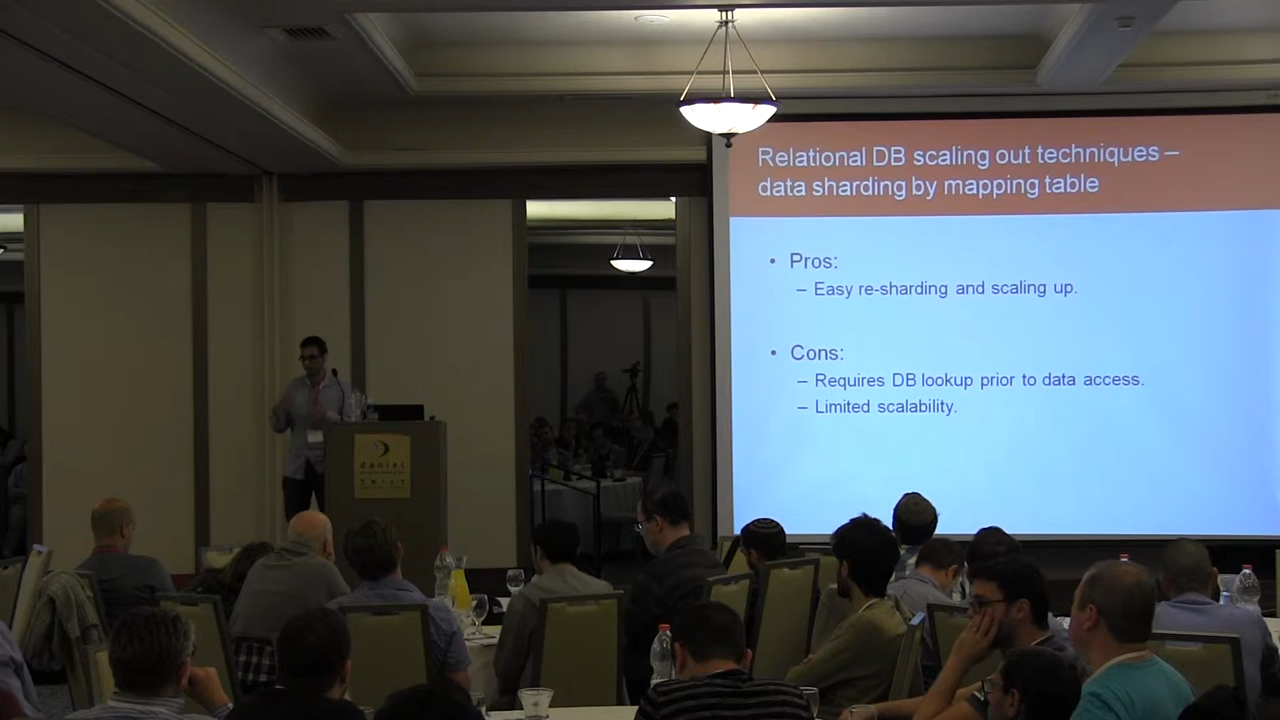 Relational DB scaling out techniques –
data sharding by mapping table
• Pros:
– Easy re-sharding and scaling up.
• Cons:
– Requires DB lookup prior to data access.
– Limited scalability.
daniel